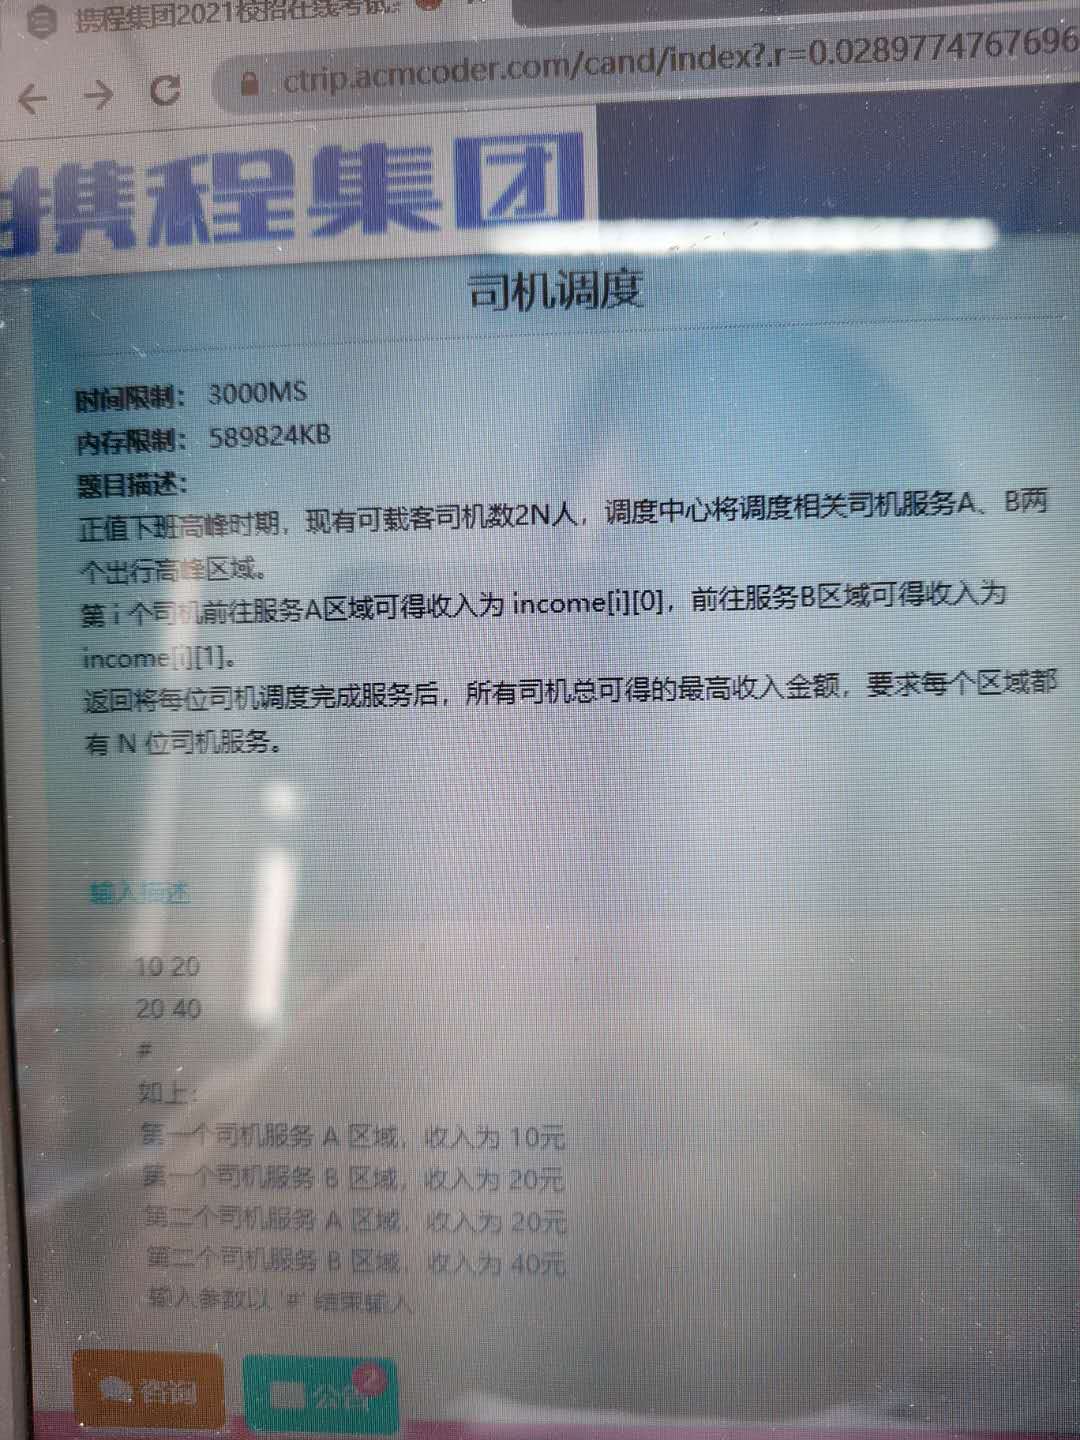 携程集团2021校招在线考试
ctrip.acmcoder.com/cand/index?.r=0.0289774767696
携程集团
司机调度
时间限制： 3000MS
内存限制： 589824KB
题目描述：
正值下班高峰时期，现有可载客司机数2N人，调度中心将调度相关司机服务A、B两
个出行高峰区域。
第 i 个司机前往服务A区域可得收入为 income[i][0]，前往服务B区域可得收入为
income[i][1]。
返回将每位司机调度完成服务后，所有司机总可得的最高收入金额，要求每个区域都
有 N 位司机服务。
输入描述
10 20
20 40
#
如上：
第一个司机服务 A 区域，收入为 10元
第一个司机服务 B 区域，收入为 20元
第二个司机服务 A 区域，收入为 20元
第二个司机服务 B 区域，收入为 40元
输入参数以 '#' 结束输入
咨询
公告
2